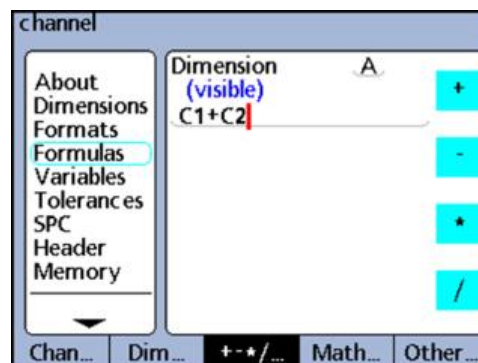 channel
About
Dimensions
Formats
Formulas
Variables
Tolerances
SPC
Header
Memory
Dimension A
(visible)
C1+C2
+
-
*
/
Chan... Dim... +-*/... Math... Other...